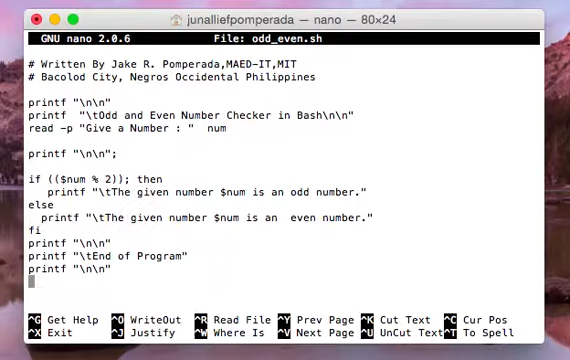 junalliefpomperada — nano — 80×24
GNU nano 2.0.6 File: odd_even.sh
# Written By Jake R. Pomperada,MAED-IT,MIT
# Bacolod City, Negros Occidental Philippines
printf "\n\n"
printf  "\tOdd and Even Number Checker in Bash\n\n"
read -p "Give a Number : "  num
printf "\n\n";
if (($num % 2)); then
   printf "\tThe given number $num is an odd number."
else
  printf "\tThe given number $num is an  even number."
fi
printf "\n\n"
printf "\tEnd of Program"
printf "\n\n"
^G Get Help ^O WriteOut ^R Read File ^Y Prev Page ^K Cut Text ^C Cur Pos
^X Exit ^J Justify ^W Where Is ^V Next Page ^U UnCut Text ^T To Spell